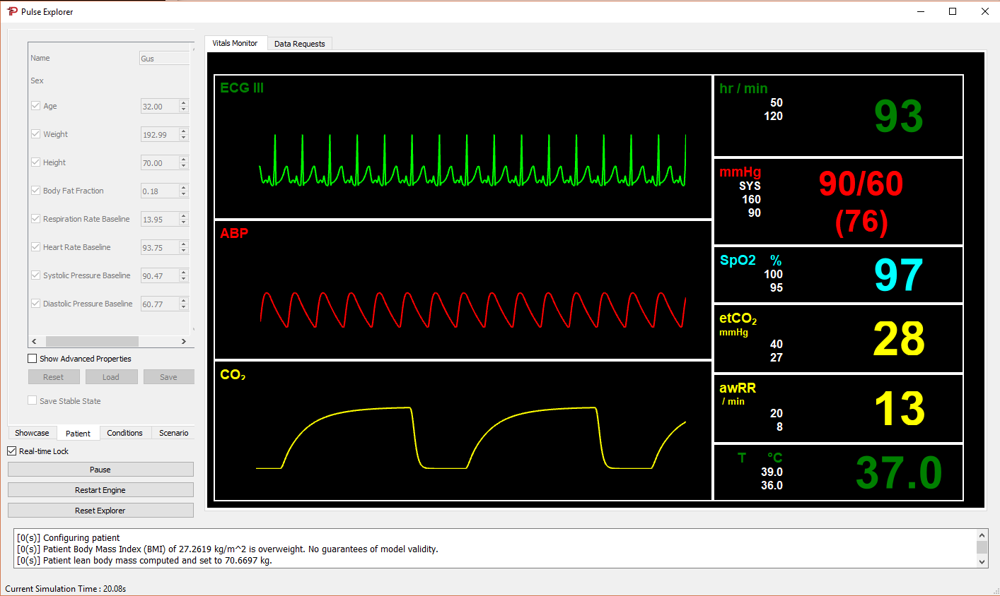 Pulse Explorer
Name Gus
Sex
Age 32.00
Weight 192.99
Height 70.00
Body Fat Fraction 0.18
Respiration Rate Baseline 13.95
Heart Rate Baseline 93.75
Systolic Pressure Baseline 90.47
Diastolic Pressure Baseline 60.77
Show Advanced Properties
Reset Load Save
Save Stable State
Showcase Patient Conditions Scenario
Real-time Lock
Pause
Restart Engine
Reset Explorer
Vitals Monitor Data Requests
ECG III
ABP
CO₂
hr / min
50
120
93
mmHg
SYS
160
90
90/60
(76)
SpO2 %
100
95
97
etCO₂
mmHg
40
27
28
awRR
/ min
20
8
13
T °C
39.0
36.0
37.0
[0(s)] Configuring patient
[0(s)] Patient Body Mass Index (BMI) of 27.2619 kg/m^2 is overweight. No guarantees of model validity.
[0(s)] Patient lean body mass computed and set to 70.6697 kg.
Current Simulation Time : 20.08s